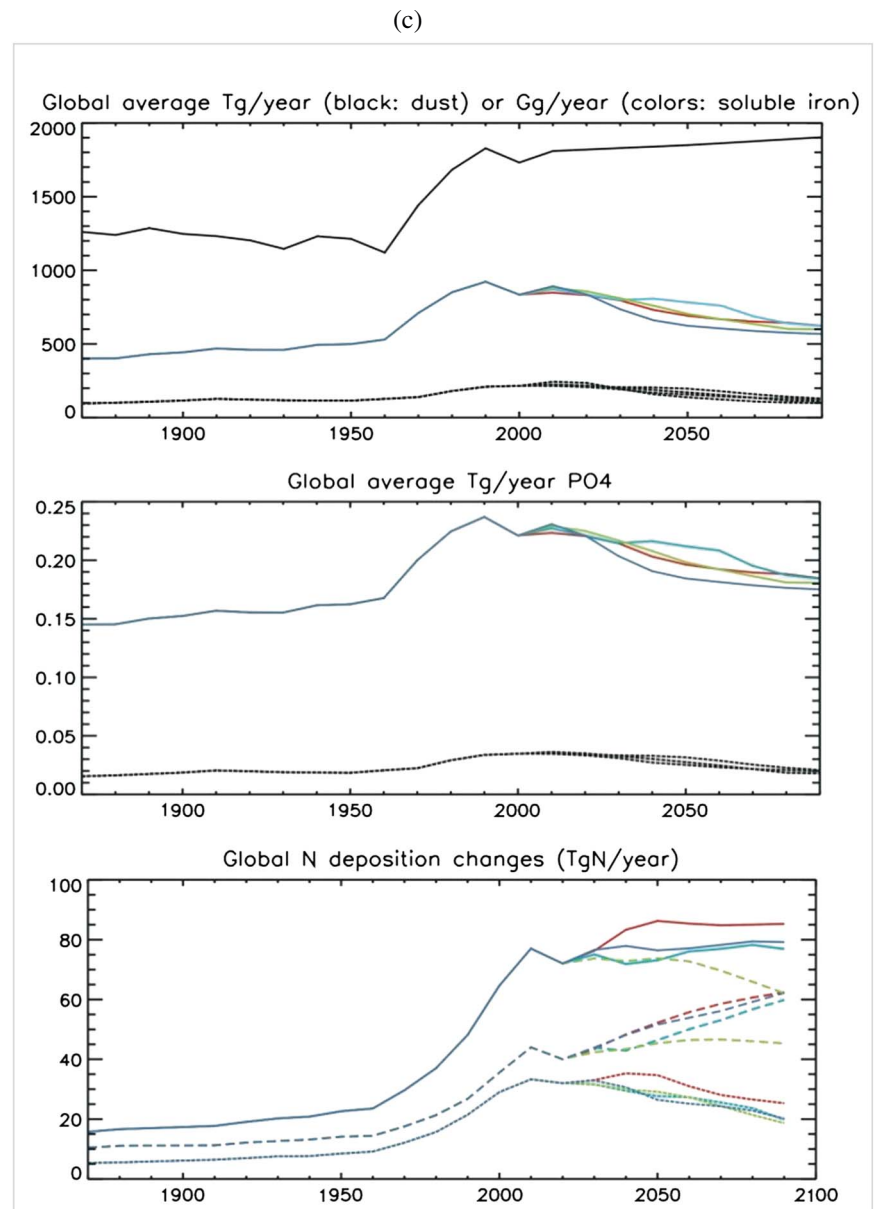 (c)
Global average Tg/year (black: dust) or Gg/year (colors: soluble iron)
2000
1500
1000
500
0
1900 1950 2000 2050
Global average Tg/year PO4
0.25
0.20
0.15
0.10
0.05
0.00
1900 1950 2000 2050
Global N deposition changes (TgN/year)
100
80
60
40
20
0
1900 1950 2000 2050 2100